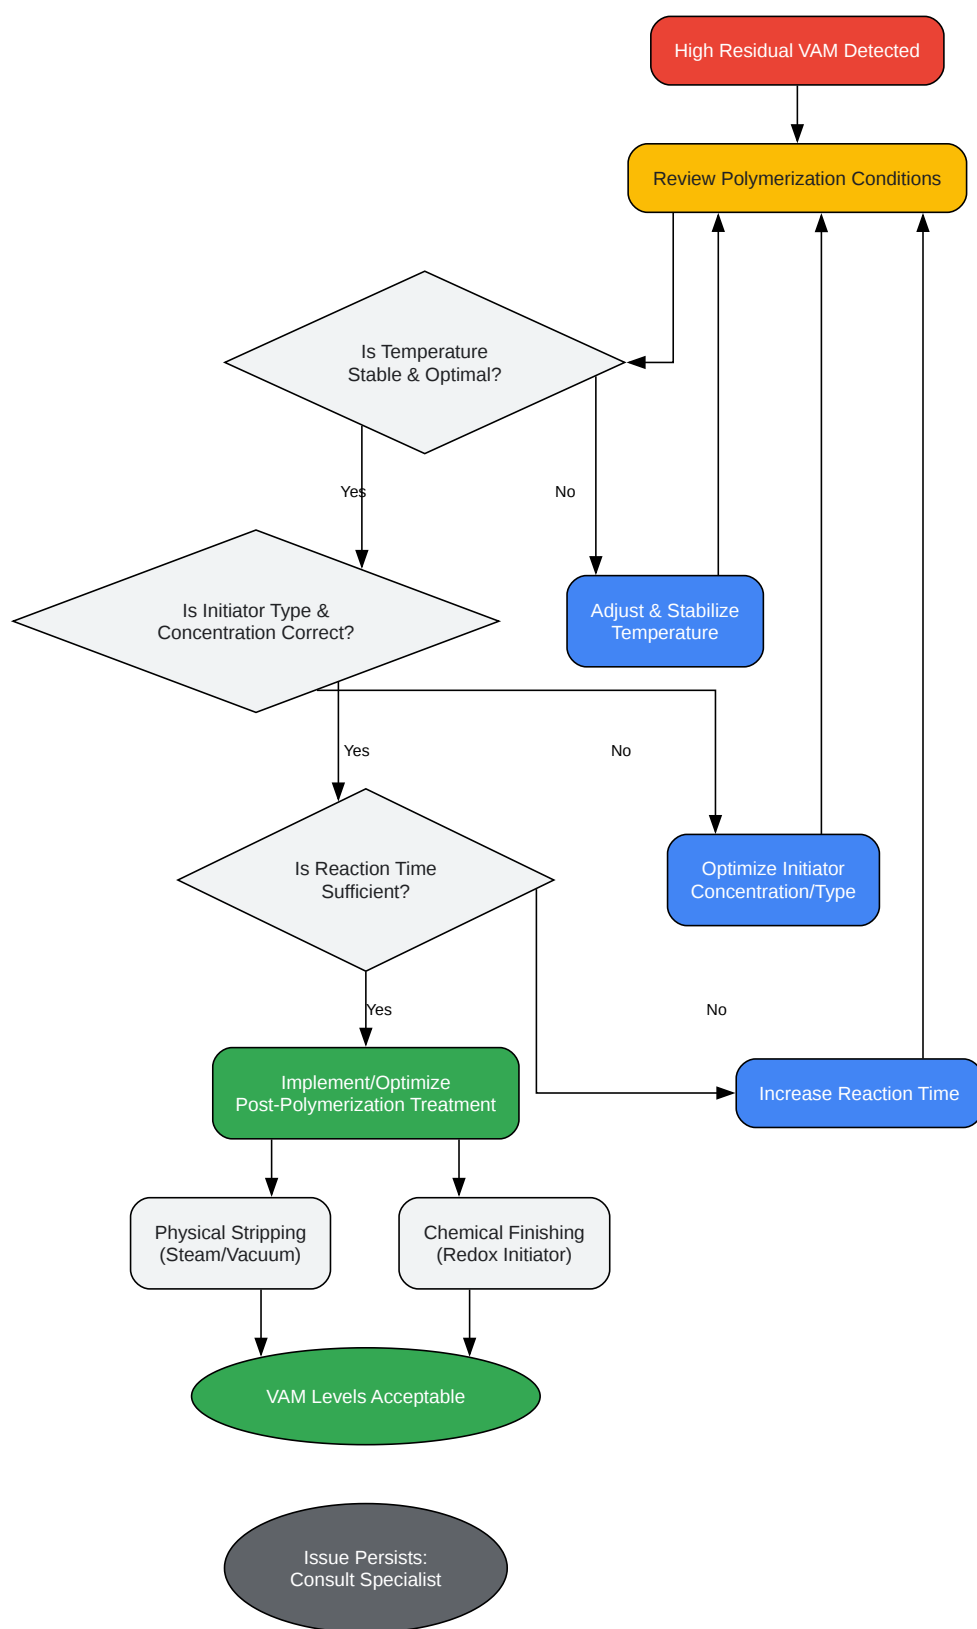 High Residual VAM Detected
Review Polymerization Conditions
Is Temperature
Stable & Optimal?
Yes
No
Is Initiator Type &
Concentration Correct?
Adjust & Stabilize
Temperature
Yes
No
Is Reaction Time
Sufficient?
Optimize Initiator
Concentration/Type
Yes
No
Implement/Optimize
Post-Polymerization Treatment
Increase Reaction Time
Physical Stripping
(Steam/Vacuum)
Chemical Finishing
(Redox Initiator)
VAM Levels Acceptable
Issue Persists:
Consult Specialist